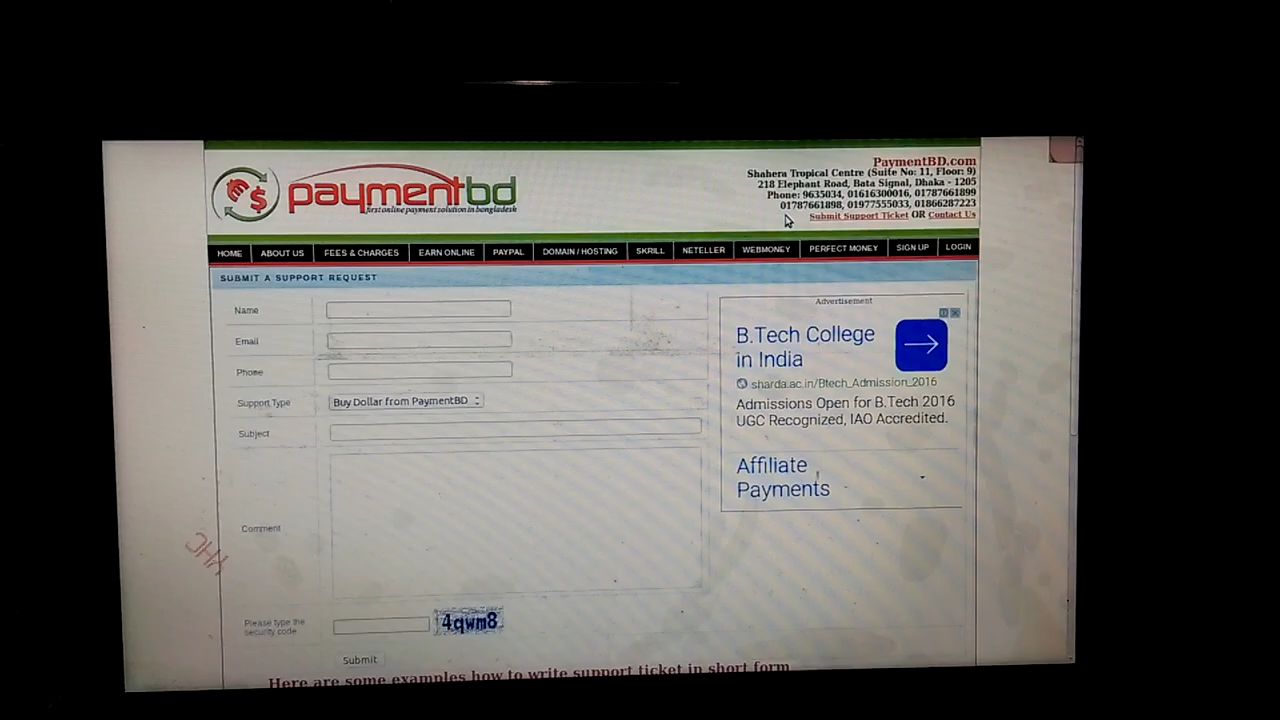 paymentbd
first online payment solution in bangladesh
PaymentBD.com
Shahera Tropical Centre (Suite No: 11, Floor: 9)
218 Elephant Road, Bata Signal, Dhaka - 1205
Phone: 9635034, 01616300016, 01787661899
01787661898, 01977555033, 01866287223
Submit Support Ticket OR Contact Us
HOME ABOUT US FEES & CHARGES EARN ONLINE PAYPAL DOMAIN / HOSTING SKRILL NETELLER WEBMONEY PERFECT MONEY SIGN UP LOGIN
SUBMIT A SUPPORT REQUEST
Name
Email
Phone
Support Type Buy Dollar from PaymentBD
Subject
Comment
Please type the
security code
4qwm8
Submit
Here are some examples how to write support ticket in short form
Advertisement
B.Tech College
in India
sharda.ac.in/Btech_Admission_2016
Admissions Open for B.Tech 2016
UGC Recognized, IAO Accredited.
Affiliate
Payments